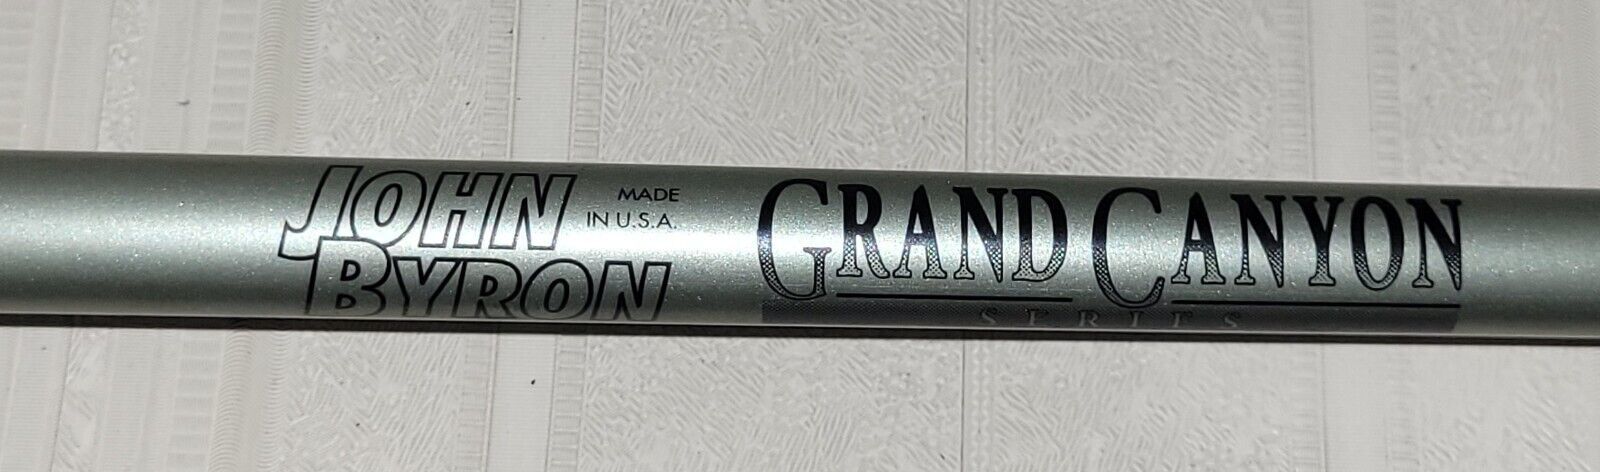 JOHN
BYRON
MADE
IN U.S.A.
GRAND CANYON
SERIES